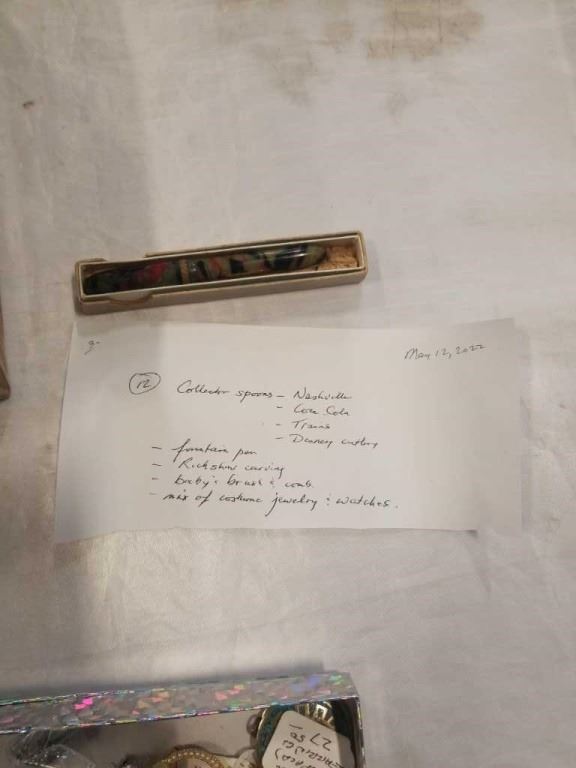 May 12, 2022
12
Collector spoons - Nashville
- Coca Cola
- Trains
- Disney cutlery
- fountain pen
- Rickshaw carving
- baby's brush & comb
- mix of costume jewelry & watches.